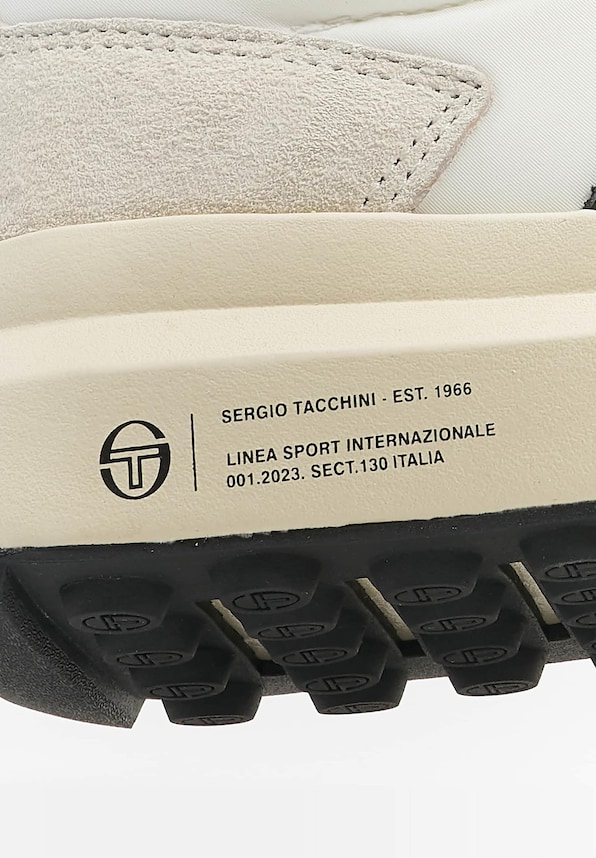 SERGIO TACCHINI - EST. 1966
LINEA SPORT INTERNAZIONALE
001.2023. SECT.130 ITALIA